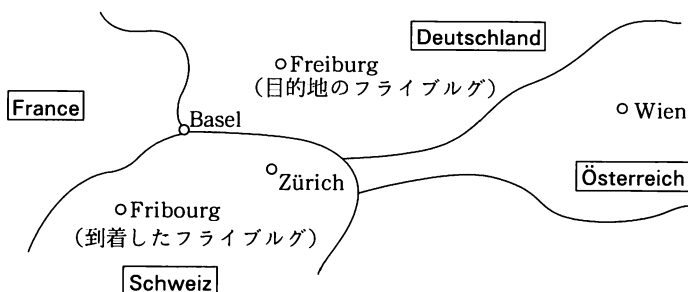 Deutschland
Freiburg
(目的地のフライブルグ)
France
Basel
Wien
Zürich
Österreich
Fribourg
(到着したフライブルグ)
Schweiz